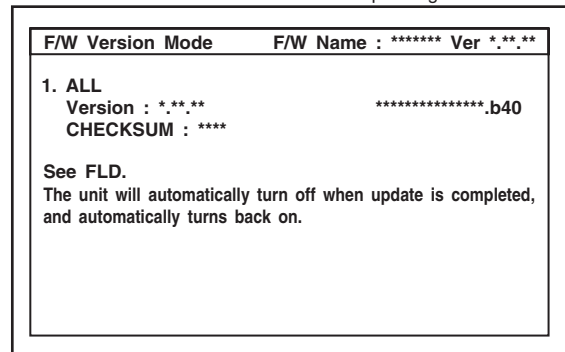 F/W Version Mode F/W Name : ******* Ver *.**.**
1. ALL
Version : *.**.** ***************.b40
CHECKSUM : ****
See FLD.
The unit will automatically turn off when update is completed,
and automatically turns back on.